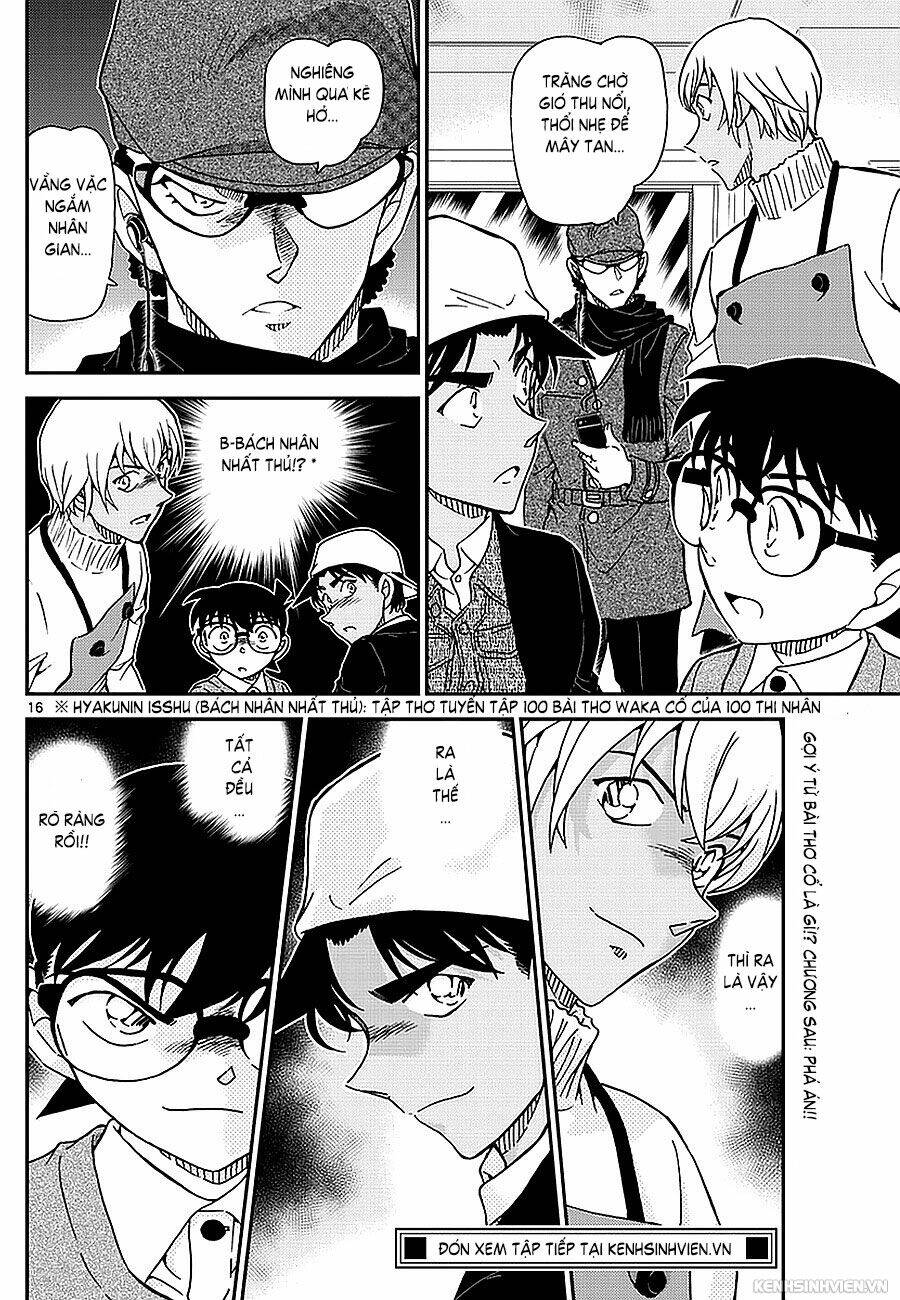 TRĂNG CHỜ
GIÓ THU NỔI,
THỔI NHẸ ĐỂ
MÂY TAN...
NGHIÊNG
MÌNH QUA KẼ
HỞ...
VẰNG VẶC
NGẮM
NHÂN
GIAN...
B-BÁCH NHÂN
NHẤT THỦ!? *
16 ※ HYAKUNIN ISSHU (BÁCH NHÂN NHẤT THỦ): TẬP THƠ TUYỂN TẬP 100 BÀI THƠ WAKA CỔ CỦA 100 THI NHÂN
THÌ RA
LÀ VẬY
...
RA
LÀ
THẾ
...
TẤT
CẢ
ĐỀU
...
RÕ RÀNG
RỒI!!
GỢI Ý TỪ BÀI THƠ CỔ LÀ GÌ!? CHƯƠNG SAU: PHÁ ÁN!!
ĐÓN XEM TẬP TIẾP TẠI KENHSINHVIEN.VN
KENHSINHVIEN.VN